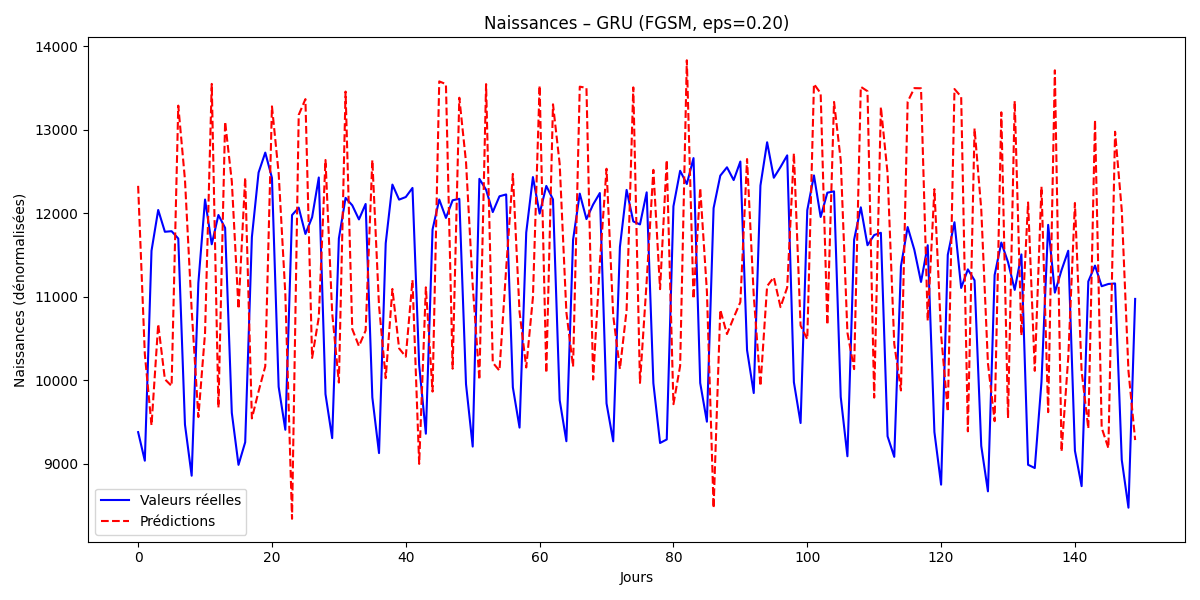 Naissances – GRU (FGSM, eps=0.20)
14000
13000
12000
11000
10000
9000
Naissances (dénormalisées)
Valeurs réelles
Prédictions
0 20 40 60 80 100 120 140
Jours